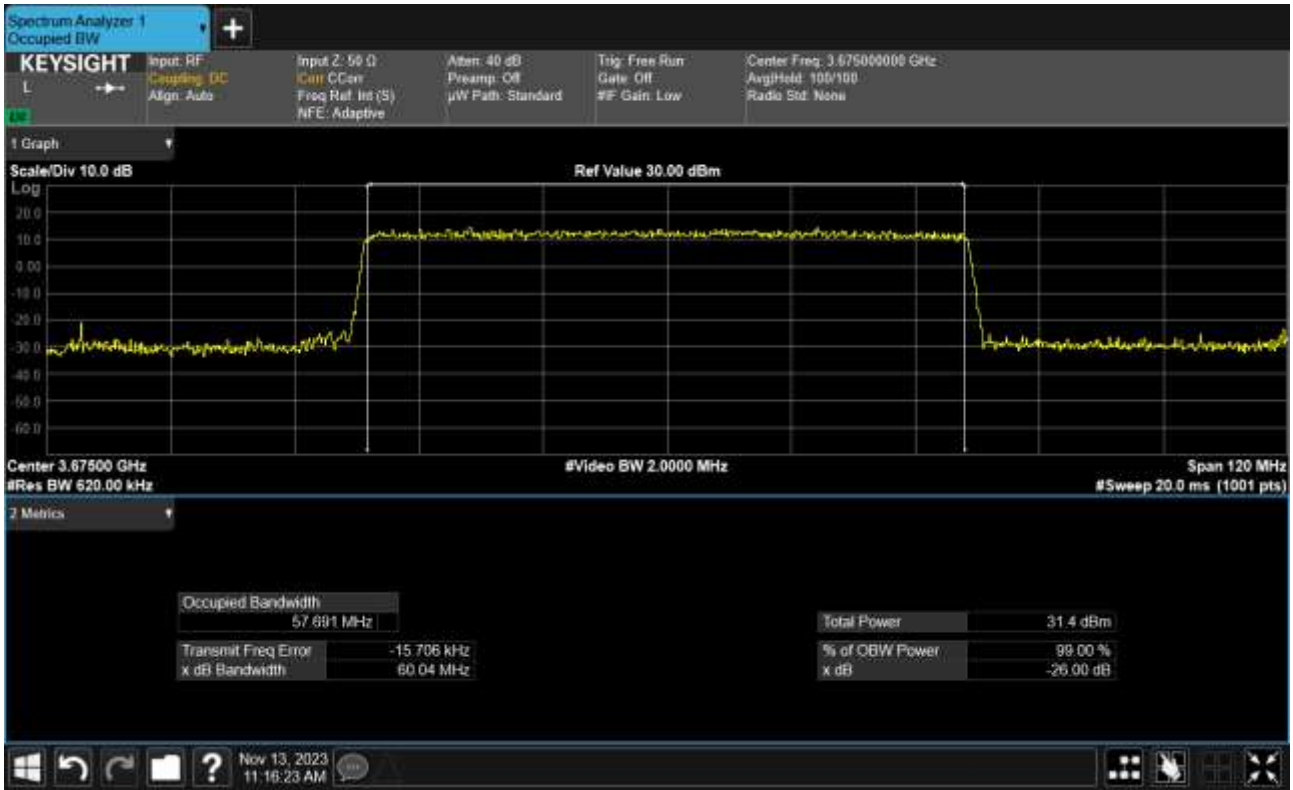 Spectrum Analyzer 1
Occupied BW
+
KEYSIGHT
L
Input: RF
Coupling: DC
Align: Auto
Input Z: 50 Ω
Corr CCorr
Freq Ref: Int (S)
NFE: Adaptive
Atten: 40 dB
Preamp: Off
µW Path: Standard
Trig: Free Run
Gate: Off
#IF Gain: Low
Center Freq: 3.675000000 GHz
Avg|Hold: 100/100
Radio Std: None
1 Graph
Scale/Div 10.0 dB
Ref Value 30.00 dBm
Log
20.0
10.0
0.00
-10.0
-20.0
-30.0
-40.0
-50.0
-60.0
Center 3.67500 GHz
#Video BW 2.0000 MHz
Span 120 MHz
#Res BW 620.00 kHz
#Sweep 20.0 ms (1001 pts)
2 Metrics
Occupied Bandwidth
57.691 MHz
Total Power 31.4 dBm
Transmit Freq Error -15.706 kHz
% of OBW Power 99.00 %
x dB Bandwidth 60.04 MHz
x dB -26.00 dB
?
Nov 13, 2023
11:16:23 AM